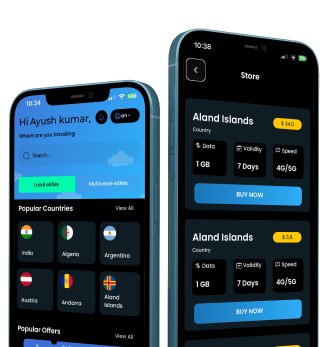 10:34
Hi Ayush kumar,
en
Where are you traveling
Search...
Local eSIMs
Multiverse eSIMs
Popular Countries
View All
India
Algeria
Argentina
Austria
Andorra
Aland Islands
Popular Offers
View All
10:38
Store
Aland Islands
Country
Data
Validity
Speed
1 GB
7 Days
4G/5G
BUY NOW
Aland Islands
Country
$ 3.8
Data
Validity
Speed
1 GB
7 Days
4G/5G
BUY NOW